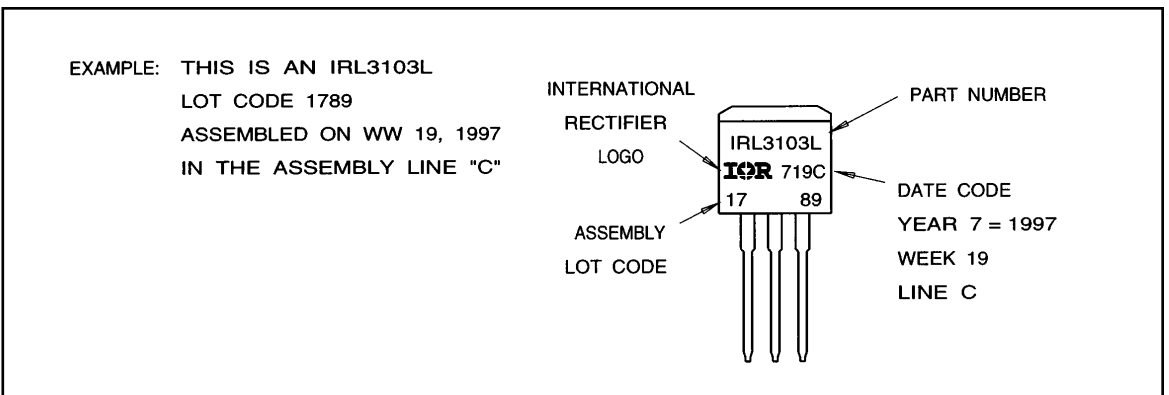 EXAMPLE: THIS IS AN IRL3103L
LOT CODE 1789
ASSEMBLED ON WW 19, 1997
IN THE ASSEMBLY LINE "C"
INTERNATIONAL
RECTIFIER
LOGO
ASSEMBLY
LOT CODE
IRL3103L
IOR 719C
17 89
PART NUMBER
DATE CODE
YEAR 7 = 1997
WEEK 19
LINE C